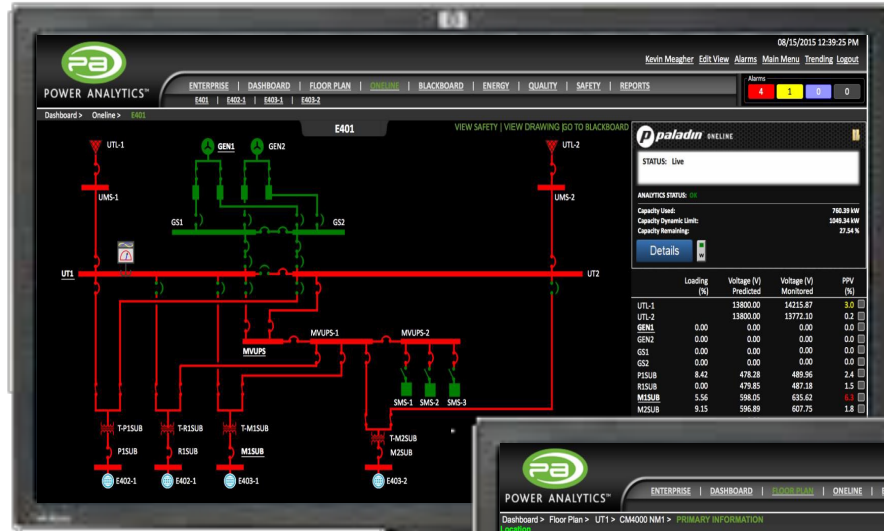 08/15/2015 12:39:25 PM
Kevin Meagher Edit View Alarms Main Menu Trending Logout
pa
POWER ANALYTICS™
ENTERPRISE | DASHBOARD | FLOOR PLAN | ONELINE | BLACKBOARD | ENERGY | QUALITY | SAFETY | REPORTS
E401 | E402-1 | E403-1 | E403-2
Alarms
4 1 0 0
Dashboard > Oneline > E401
E401
VIEW SAFETY | VIEW DRAWING |GO TO BLACKBOARD
UTL-1
GEN1
GEN2
UTL-2
UMS-1
UMS-2
GS1
GS2
UT1
UT2
MVUPS
MVUPS-1
MVUPS-2
SMS-1 SMS-2 SMS-3
T-P1SUB
T-R1SUB
T-M1SUB
T-M2SUB
P1SUB
R1SUB
M1SUB
M2SUB
E402-1
E402-1
E403-1
E403-2
p paladin ONELINE
STATUS: Live
ANALYTICS STATUS: OK
Capacity Used: 760.39 kW
Capacity Dynamic Limit: 1049.34 kW
Capacity Remaining: 27.54 %
Details
W
Loading (%) Voltage (V) Predicted Voltage (V) Monitored PPV (%)
UTL-1 13800.00 14215.87 3.0
UTL-2 13800.00 13772.10 0.2
GEN1 0.00 0.00 0.00 0.0
GEN2 0.00 0.00 0.00 0.0
GS1 0.00 0.00 0.00 0.0
GS2 0.00 0.00 0.00 0.0
P1SUB 8.42 478.28 489.96 2.4
R1SUB 0.00 479.85 487.18 1.5
M1SUB 5.56 598.05 635.62 6.3
M2SUB 9.15 596.89 607.75 1.8
pa
POWER ANALYTICS™
ENTERPRISE | DASHBOARD | FLOOR PLAN | ONELINE |
Dashboard > Floor Plan > UT1 > CM4000 NM1 > PRIMARY INFORMATION
Location